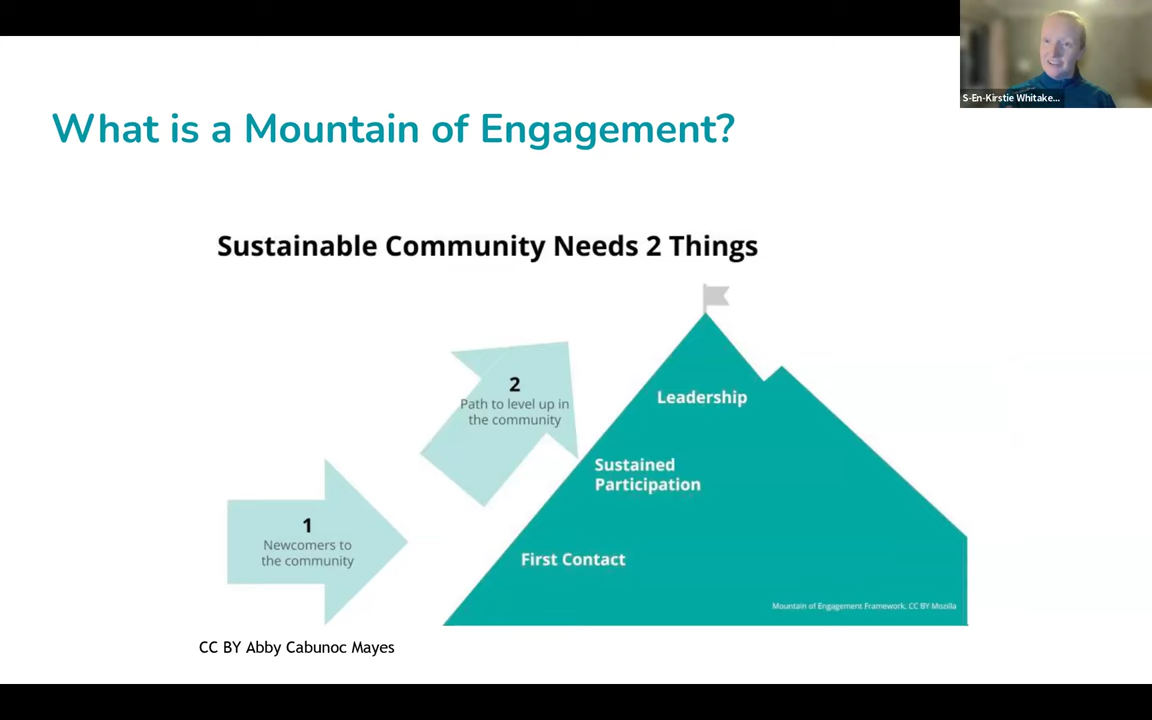 S-En-Kirstie Whitake...
What is a Mountain of Engagement?
Sustainable Community Needs 2 Things
2
Path to level up in
the community
Leadership
Sustained
Participation
1
Newcomers to
the community
First Contact
Mountain of Engagement Framework, CC BY Mozilla
CC BY Abby Cabunoc Mayes